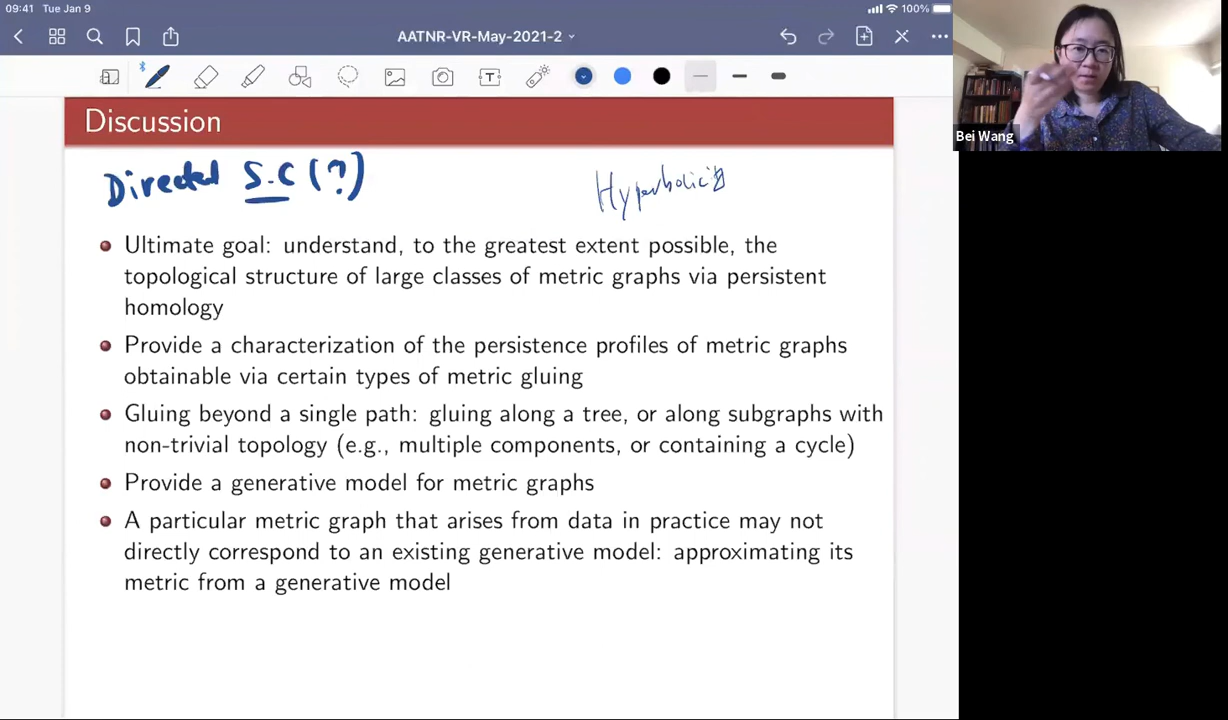 09:41 Tue Jan 9
100%
AATNR-VR-May-2021-2
T
Bei Wang
Discussion
Directed S.C (?)
Hyperbolicity
Ultimate goal: understand, to the greatest extent possible, the
topological structure of large classes of metric graphs via persistent
homology
Provide a characterization of the persistence profiles of metric graphs
obtainable via certain types of metric gluing
Gluing beyond a single path: gluing along a tree, or along subgraphs with
non-trivial topology (e.g., multiple components, or containing a cycle)
Provide a generative model for metric graphs
A particular metric graph that arises from data in practice may not
directly correspond to an existing generative model: approximating its
metric from a generative model